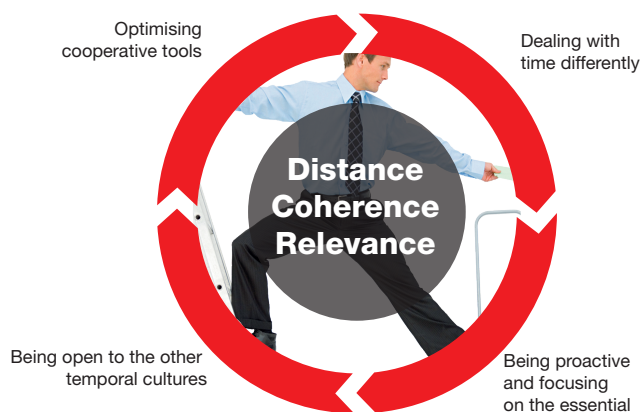 Optimising
cooperative tools
Dealing with
time differently
Distance
Coherence
Relevance
Being open to the other
temporal cultures
Being proactive
and focusing
on the essential